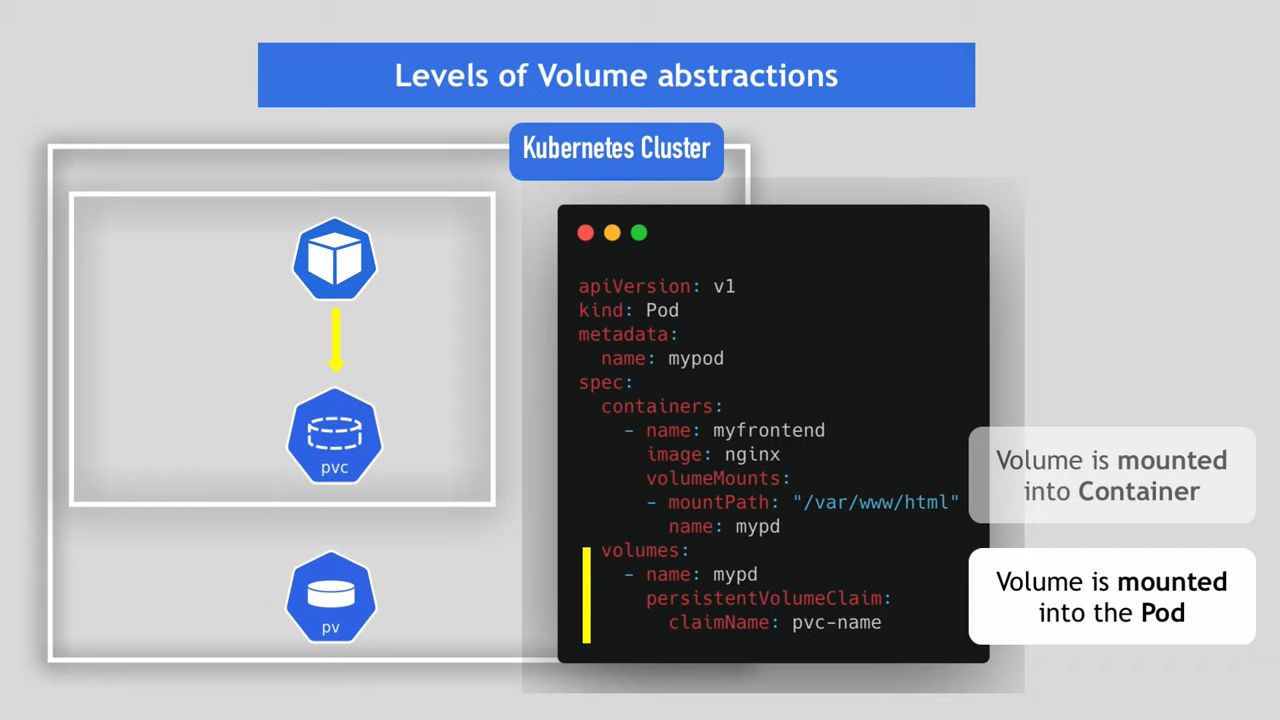 Levels of Volume abstractions
Kubernetes Cluster
pvc
pv
apiVersion: v1
kind: Pod
metadata:
  name: mypod
spec:
  containers:
    - name: myfrontend
      image: nginx
      volumeMounts:
      - mountPath: "/var/www/html"
        name: mypd
  volumes:
    - name: mypd
      persistentVolumeClaim:
        claimName: pvc-name
Volume is mounted
into Container
Volume is mounted
into the Pod